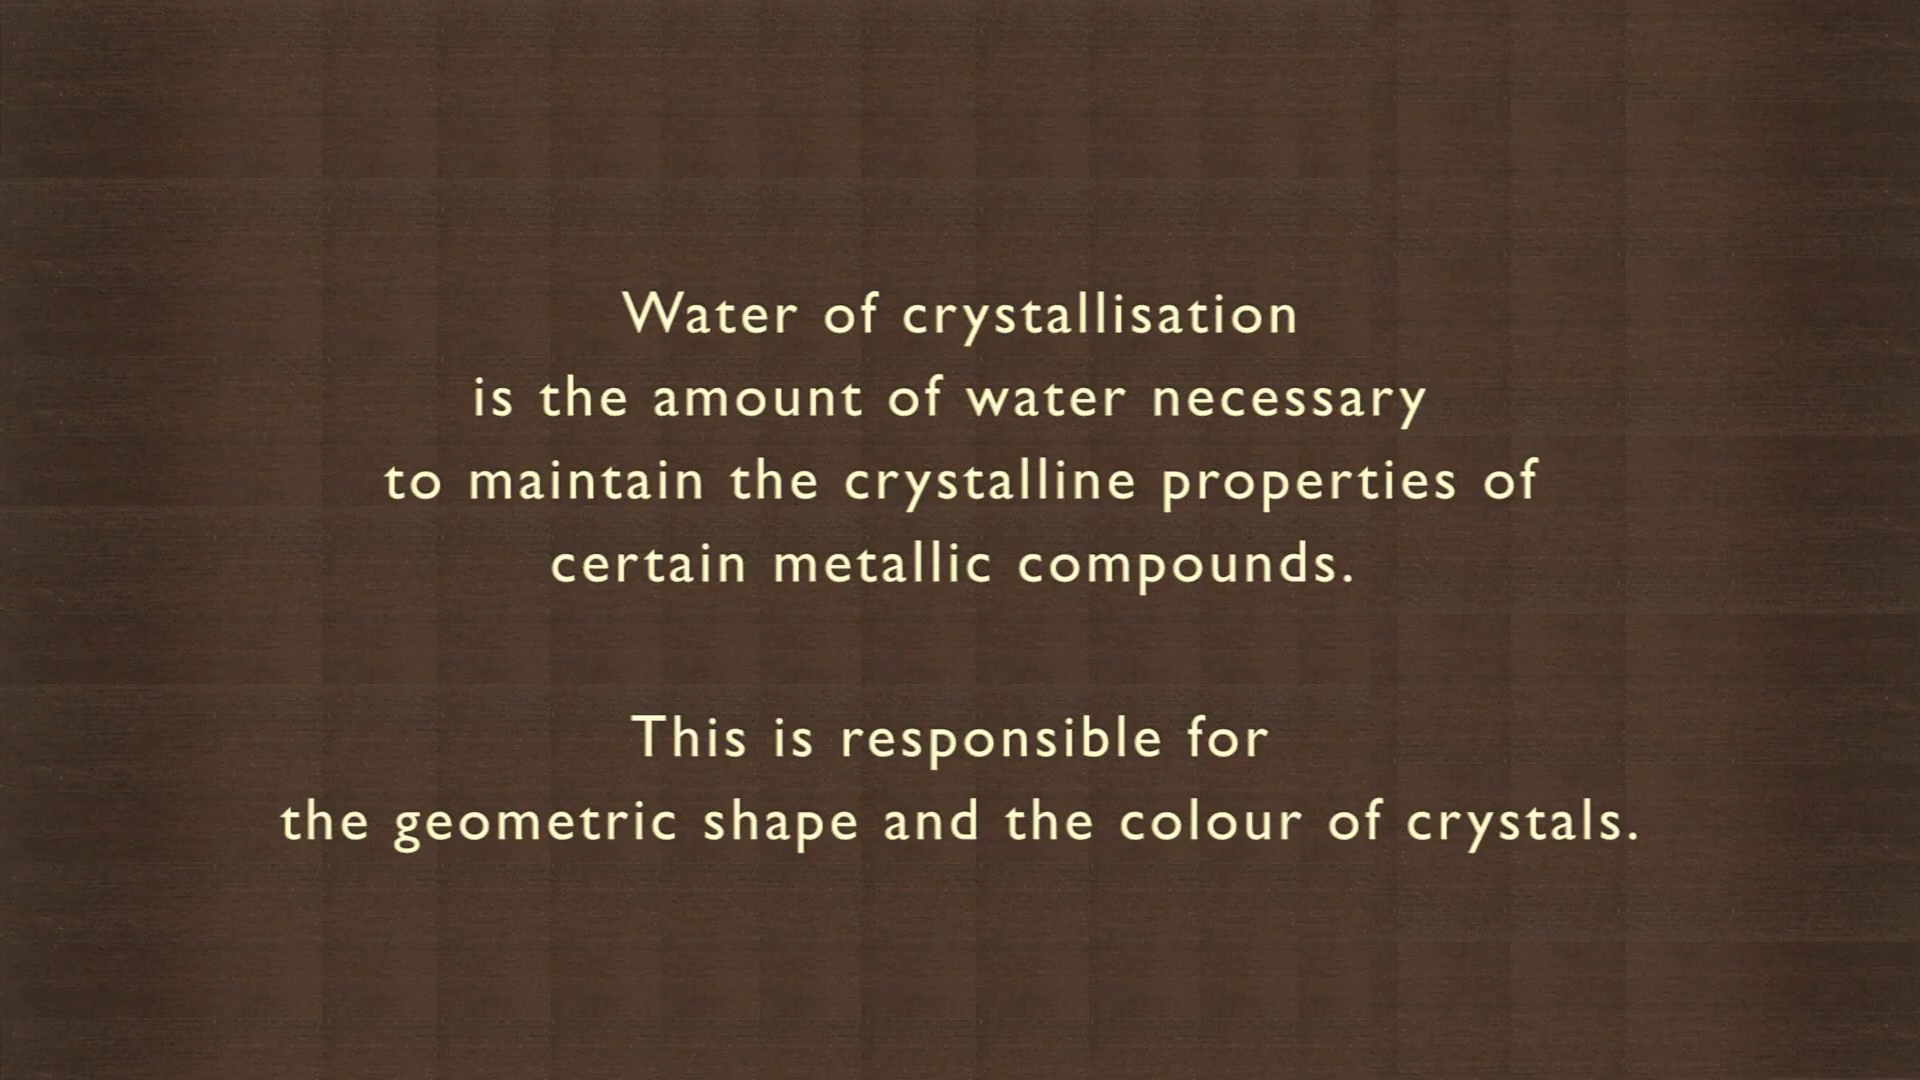 Water of crystallisation
is the amount of water necessary
to maintain the crystalline properties of
certain metallic compounds.
This is responsible for
the geometric shape and the colour of crystals.